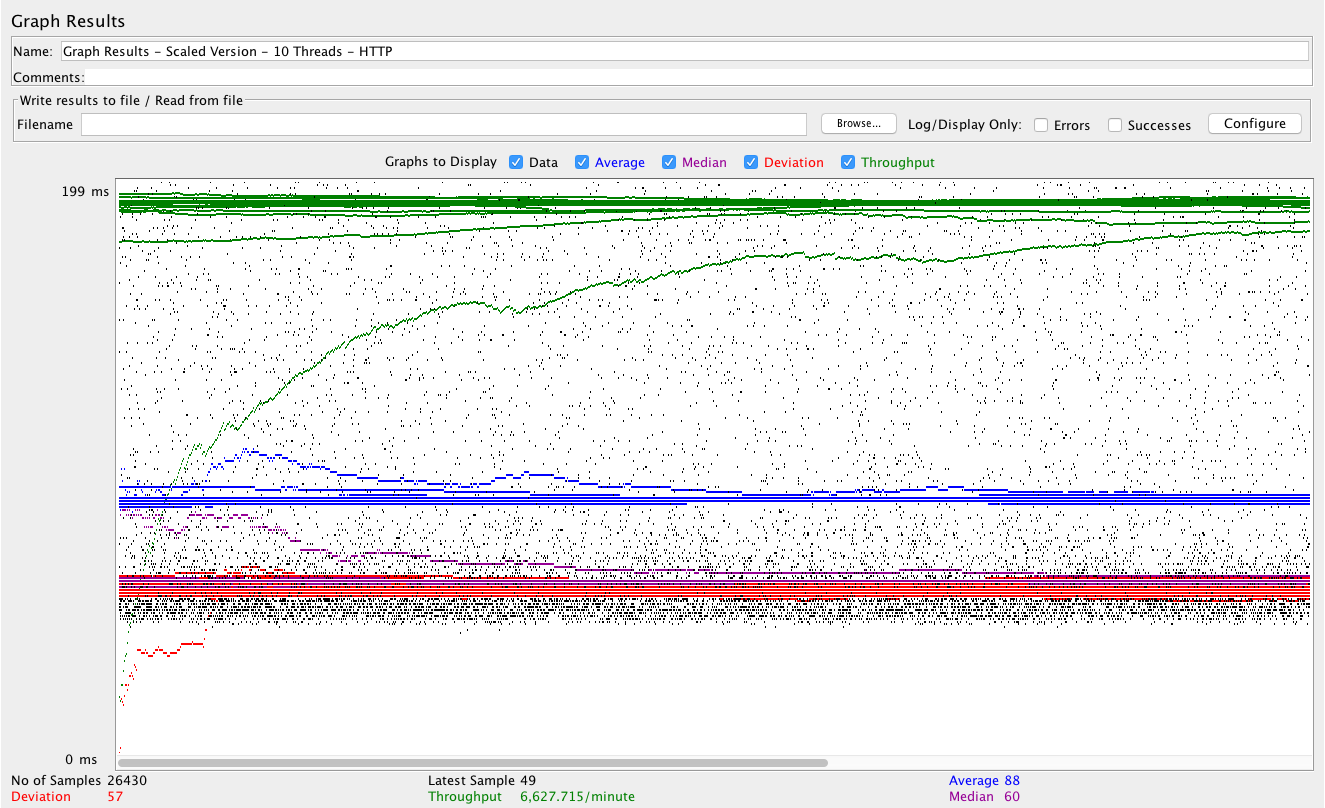 Graph Results
Name: Graph Results - Scaled Version - 10 Threads - HTTP
Comments:
Write results to file / Read from file
Filename Browse... Log/Display Only: Errors Successes Configure
Graphs to Display Data Average Median Deviation Throughput
199 ms
0 ms
No of Samples 26430 Latest Sample 49 Average 88
Deviation 57 Throughput 6,627.715/minute Median 60